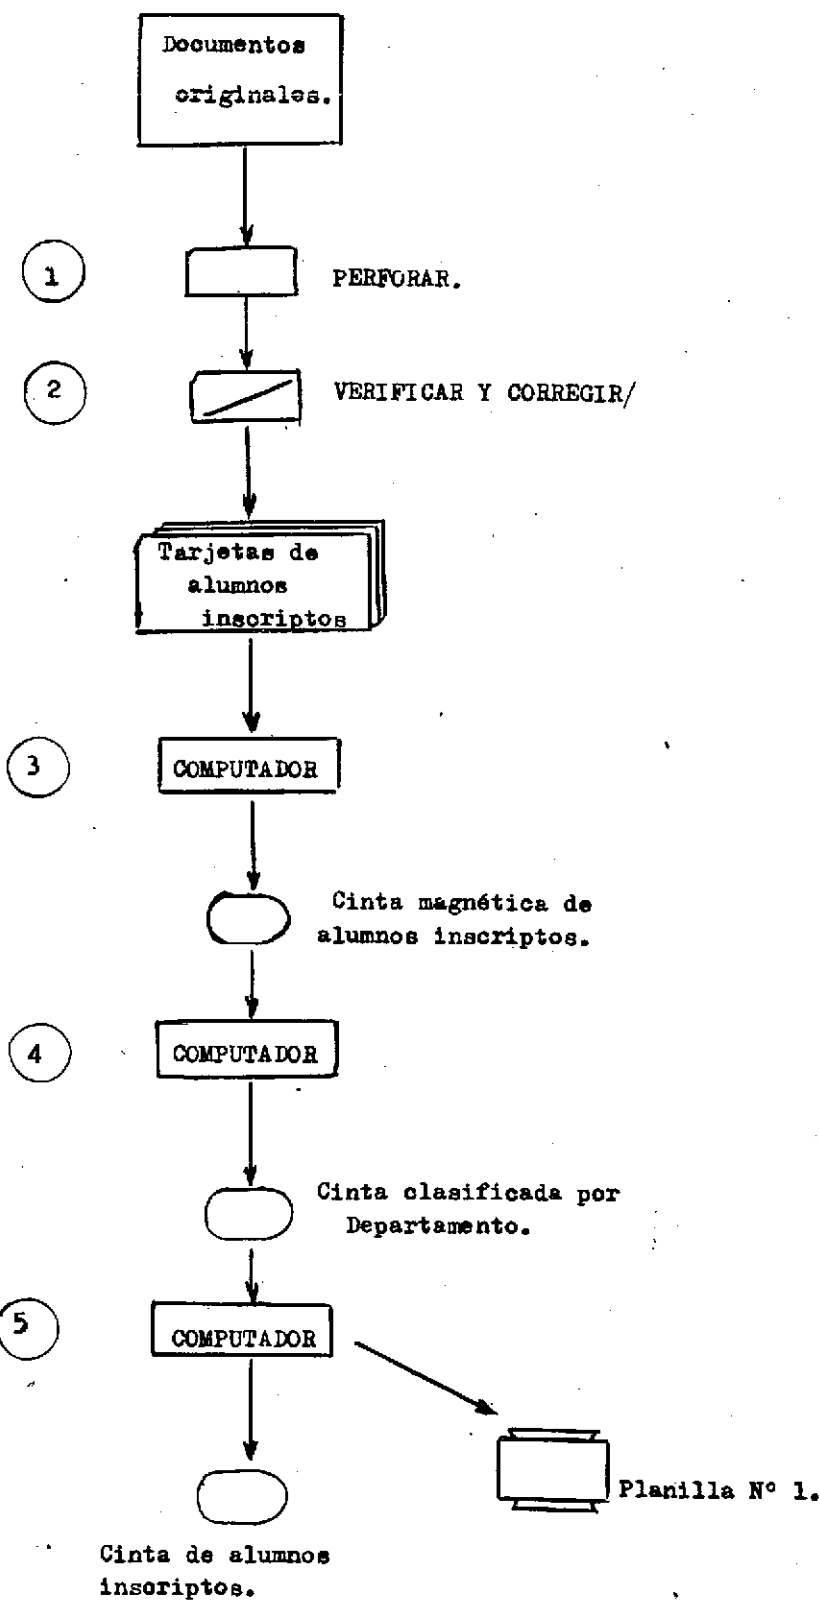 Documentos
originales.
1
PERFORAR.
2
VERIFICAR Y CORREGIR/
Tarjetas de
alumnos
inscriptos
3
COMPUTADOR
Cinta magnética de
alumnos inscriptos.
4
COMPUTADOR
Cinta clasificada por
Departamento.
5
COMPUTADOR
Planilla Nº 1.
Cinta de alumnos
inscriptos.